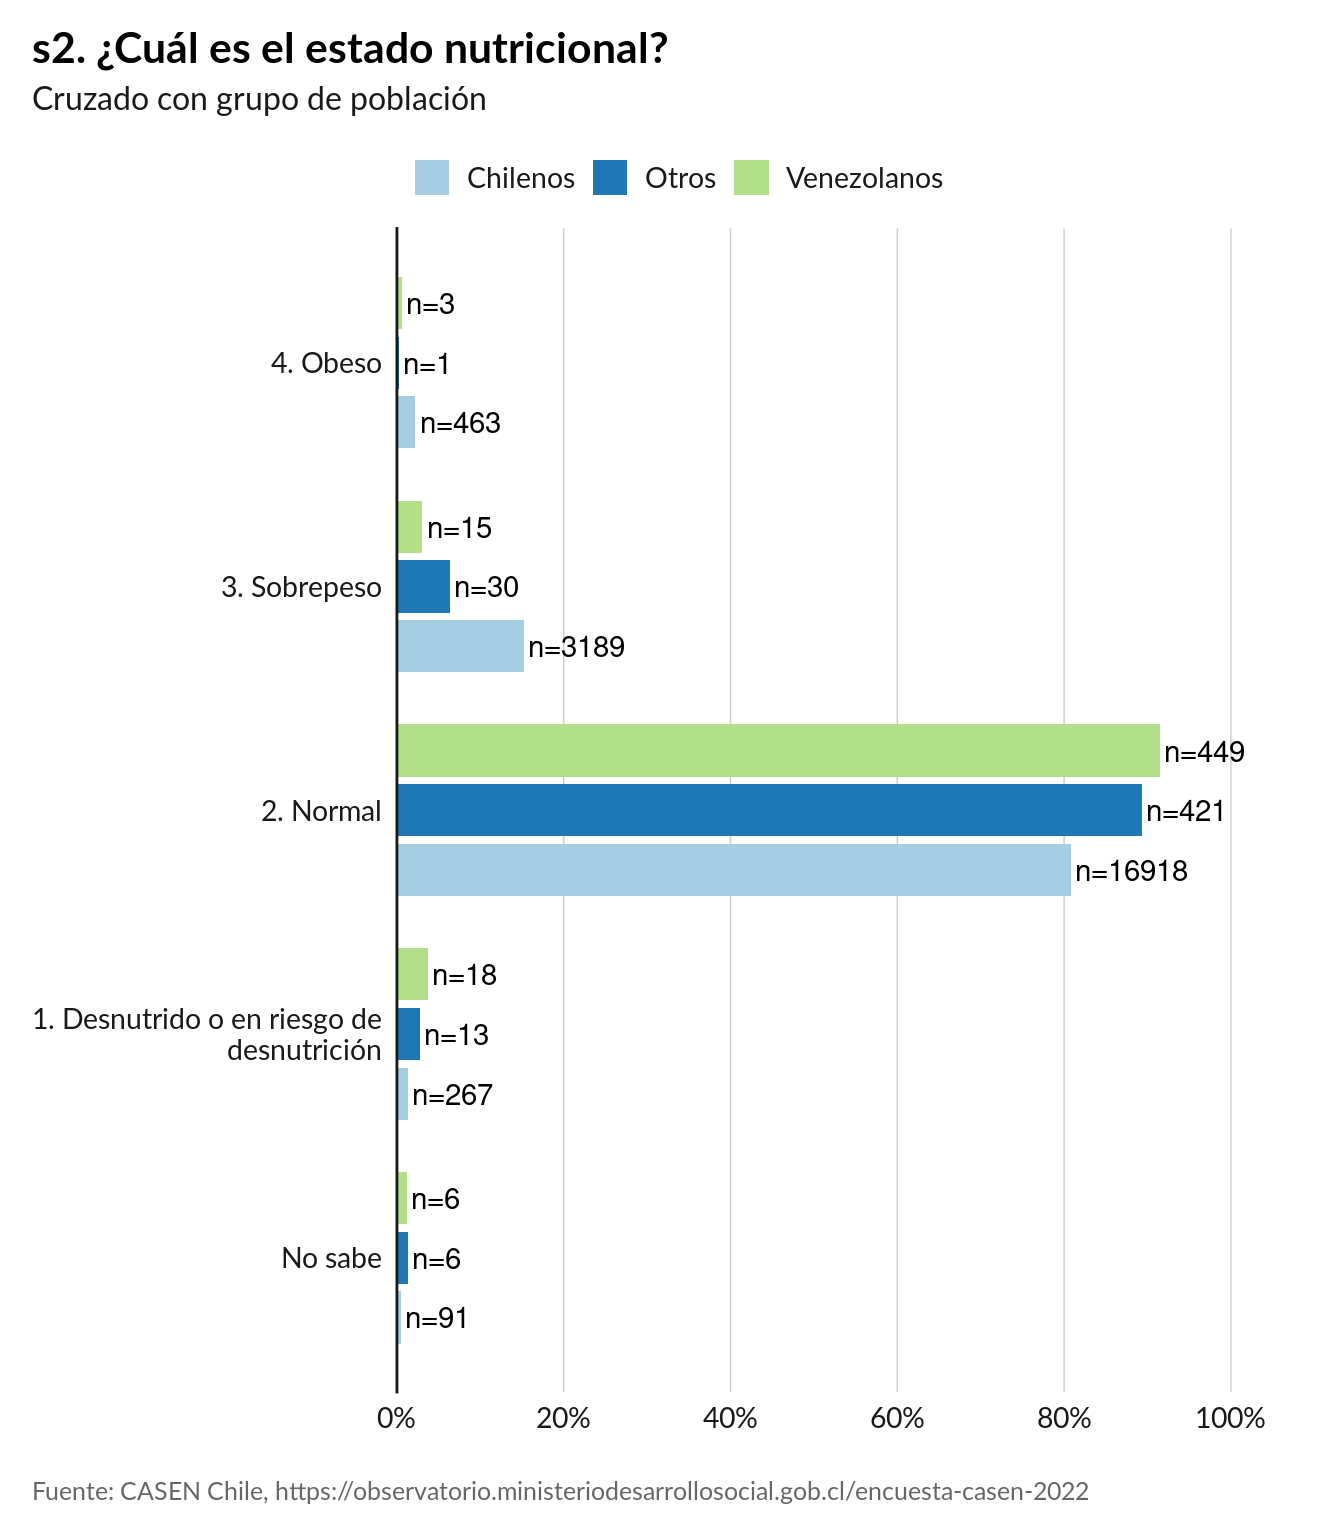 s2. ¿Cuál es el estado nutricional?
Cruzado con grupo de población
Chilenos Otros Venezolanos
n=3
4. Obeso n=1
n=463
n=15
3. Sobrepeso n=30
n=3189
n=449
2. Normal n=421
n=16918
n=18
1. Desnutrido o en riesgo de
desnutrición
n=13
n=267
n=6
No sabe n=6
n=91
0% 20% 40% 60% 80% 100%
Fuente: CASEN Chile, https://observatorio.ministeriodesarrollosocial.gob.cl/encuesta-casen-2022